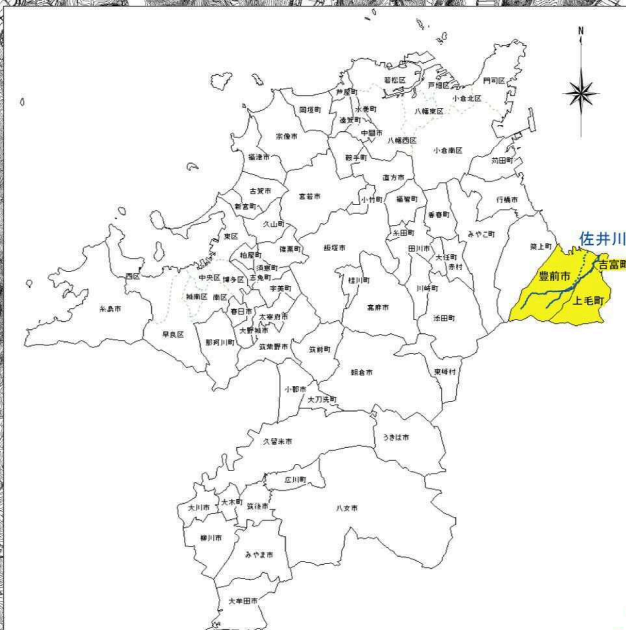 N
若松区
戸畑区
門司区
芦屋町
水巻町
小倉北区
岡垣町
遠賀町
八幡東区
中間市
宗像市
八幡西区
小倉南区
福津市
鞍手町
苅田町
直方市
古賀市
宮若市
小竹町
福智町
行橋市
新宮町
香春町
久山町
糸田町
みやこ町
東区
篠栗町
飯塚市
田川市
築上町
佐井川
粕屋町
大任町
須恵町
赤村
吉富町
西区
中央区
博多区
志免町
桂川町
豊前市
城南区
南区
宇美町
川崎町
上毛町
糸島市
春日市
太宰府市
嘉麻市
添田町
早良区
大野城市
那珂川町
筑紫野市
筑前町
朝倉市
東峰村
小郡市
大刀洗町
久留米市
うきは市
広川町
大川市
大木町
筑後市
八女市
柳川市
みやま市
大牟田市